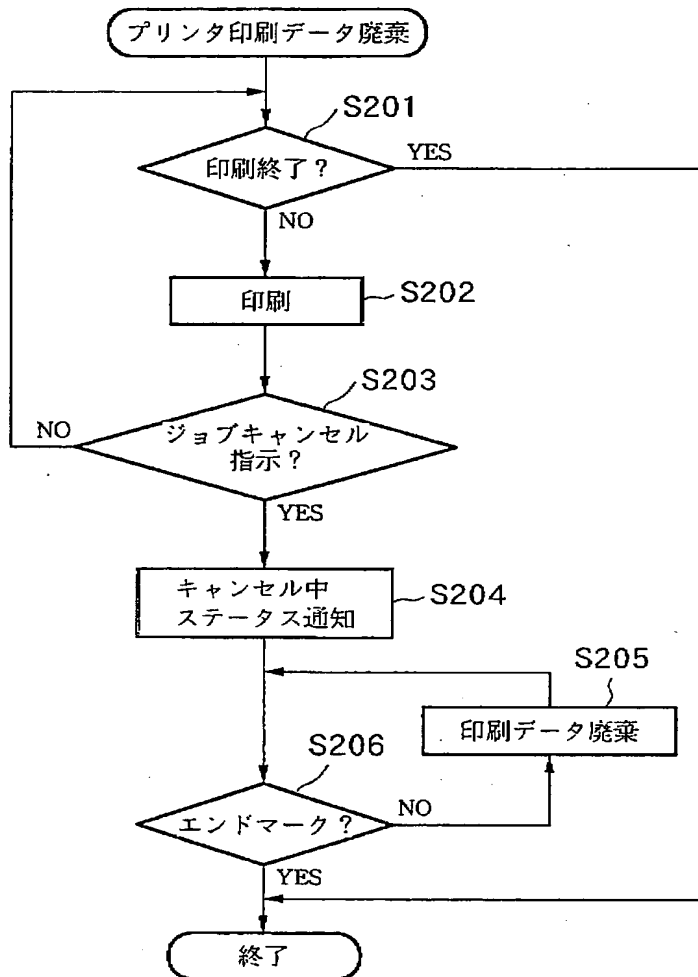 プリンタ印刷データ廃棄
S201
印刷終了?
YES
NO
印刷
S202
S203
ジョブキャンセル
指示?
NO
YES
キャンセル中
ステータス通知
S204
S205
印刷データ廃棄
S206
エンドマーク?
NO
YES
終了